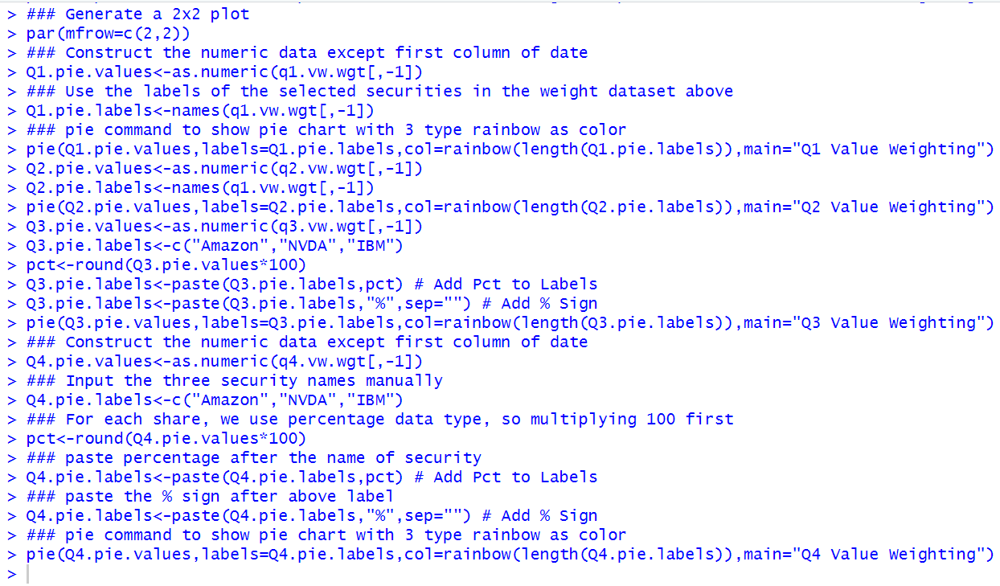 > ### Generate a 2x2 plot
> par(mfrow=c(2,2))
> ### Construct the numeric data except first column of date
> Q1.pie.values<-as.numeric(q1.vw.wgt[,-1])
> ### Use the labels of the selected securities in the weight dataset above
> Q1.pie.labels<-names(q1.vw.wgt[,-1])
> ### pie command to show pie chart with 3 type rainbow as color
> pie(Q1.pie.values,labels=Q1.pie.labels,col=rainbow(length(Q1.pie.labels)),main="Q1 Value Weighting")
> Q2.pie.values<-as.numeric(q2.vw.wgt[,-1])
> Q2.pie.labels<-names(q1.vw.wgt[,-1])
> pie(Q2.pie.values,labels=Q2.pie.labels,col=rainbow(length(Q2.pie.labels)),main="Q2 Value Weighting")
> Q3.pie.values<-as.numeric(q3.vw.wgt[,-1])
> Q3.pie.labels<-c("Amazon","NVDA","IBM")
> pct<-round(Q3.pie.values*100)
> Q3.pie.labels<-paste(Q3.pie.labels,pct) # Add Pct to Labels
> Q3.pie.labels<-paste(Q3.pie.labels,"%",sep="") # Add % Sign
> pie(Q3.pie.values,labels=Q3.pie.labels,col=rainbow(length(Q3.pie.labels)),main="Q3 Value Weighting")
> ### Construct the numeric data except first column of date
> Q4.pie.values<-as.numeric(q4.vw.wgt[,-1])
> ### Input the three security names manually
> Q4.pie.labels<-c("Amazon","NVDA","IBM")
> ### For each share, we use percentage data type, so multiplying 100 first
> pct<-round(Q4.pie.values*100)
> ### paste percentage after the name of security
> Q4.pie.labels<-paste(Q4.pie.labels,pct) # Add Pct to Labels
> ### paste the % sign after above label
> Q4.pie.labels<-paste(Q4.pie.labels,"%",sep="") # Add % Sign
> ### pie command to show pie chart with 3 type rainbow as color
> pie(Q4.pie.values,labels=Q4.pie.labels,col=rainbow(length(Q4.pie.labels)),main="Q4 Value Weighting")
>